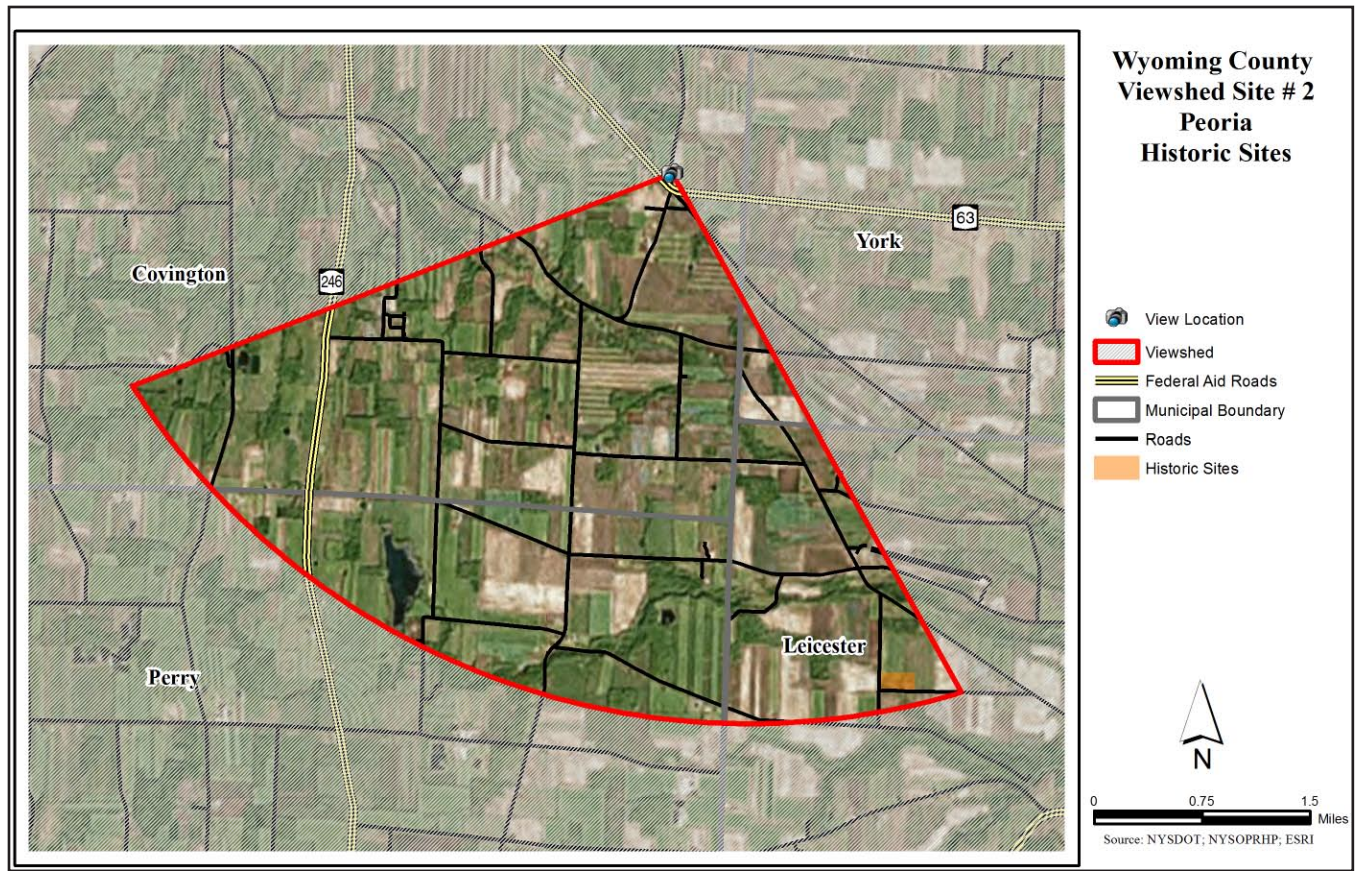 Wyoming County
Viewshed Site # 2
Peoria
Historic Sites
63
York
Covington
246
View Location
Viewshed
Federal Aid Roads
Municipal Boundary
Roads
Historic Sites
Leicester
Perry
N
0 0.75 1.5
Miles
Source: NYSDOT; NYSOPRHP; ESRI